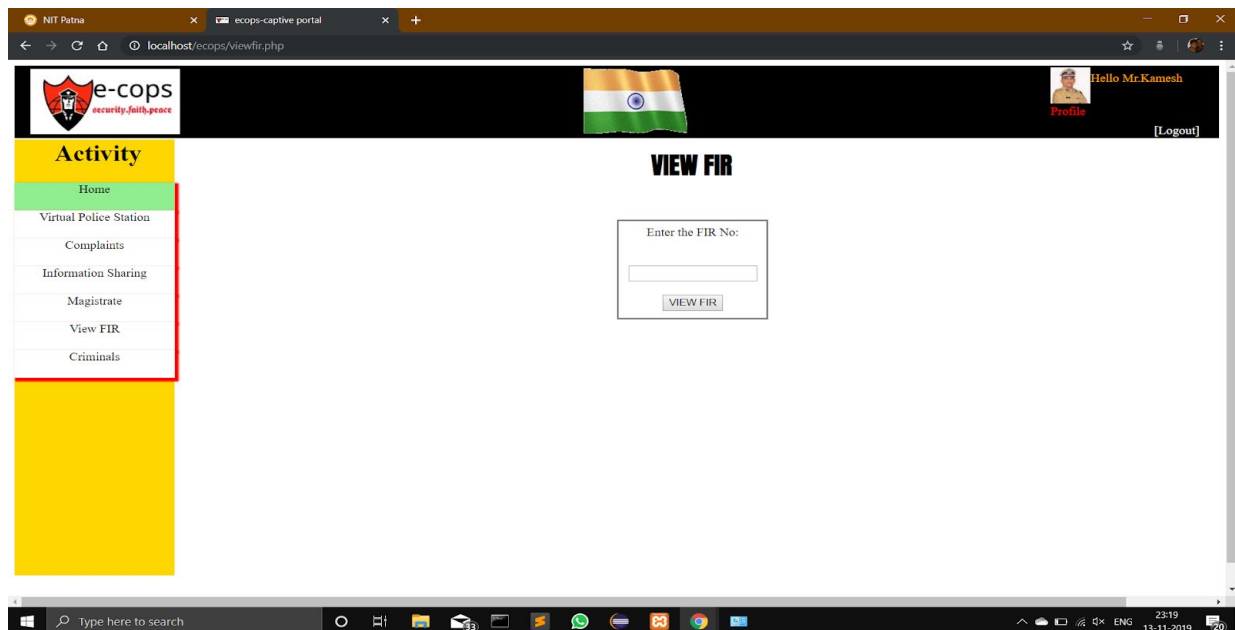 NIT Patna
ecops-captive portal
localhost/ecops/viewfir.php
e-cops
security.faith.peace
Hello Mr.Kamesh
Profile
[Logout]
Activity
Home
Virtual Police Station
Complaints
Information Sharing
Magistrate
View FIR
Criminals
VIEW FIR
Enter the FIR No:
VIEW FIR
Type here to search
33
ENG
23:19
13-11-2019
20